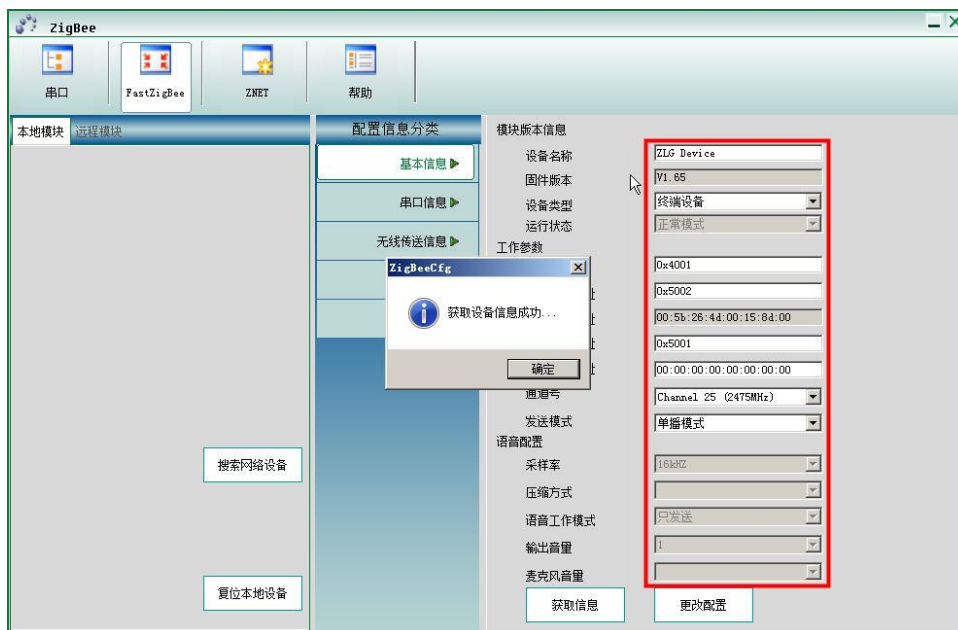 ZigBee
串口
FastZigBee
ZNET
帮助
本地模块 远程模块
配置信息分类
基本信息
串口信息
无线传送信息
模块版本信息
设备名称 ZLG Device
固件版本 V1.65
设备类型 终端设备
运行状态 正常模式
工作参数
0x4001
址 0x5002
址 00:5b:26:4d:00:15:8d:00
址 0x5001
址 00:00:00:00:00:00:00:00
通道号 Channel 25 (2475MHz)
发送模式 单播模式
语音配置
采样率 16kHZ
压缩方式
语音工作模式 只发送
输出音量 1
麦克风音量
获取信息 更改配置
ZigBeeCfg
获取设备信息成功...
确定
搜索网络设备
复位本地设备